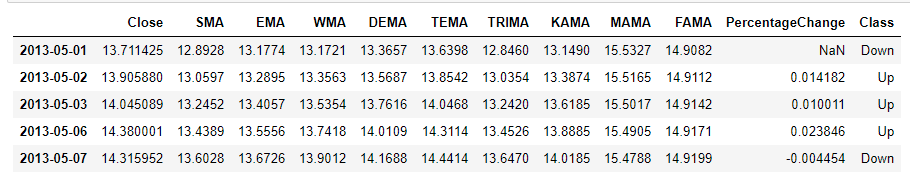 Close SMA EMA WMA DEMA TEMA TRIMA KAMA MAMA FAMA PercentageChange Class
2013-05-01 13.711425 12.8928 13.1774 13.1721 13.3657 13.6398 12.8460 13.1490 15.5327 14.9082 NaN Down
2013-05-02 13.905880 13.0597 13.2895 13.3563 13.5687 13.8542 13.0354 13.3874 15.5165 14.9112 0.014182 Up
2013-05-03 14.045089 13.2452 13.4057 13.5354 13.7616 14.0468 13.2420 13.6185 15.5017 14.9142 0.010011 Up
2013-05-06 14.380001 13.4389 13.5556 13.7418 14.0109 14.3114 13.4526 13.8885 15.4905 14.9171 0.023846 Up
2013-05-07 14.315952 13.6028 13.6726 13.9012 14.1688 14.4414 13.6470 14.0185 15.4788 14.9199 -0.004454 Down